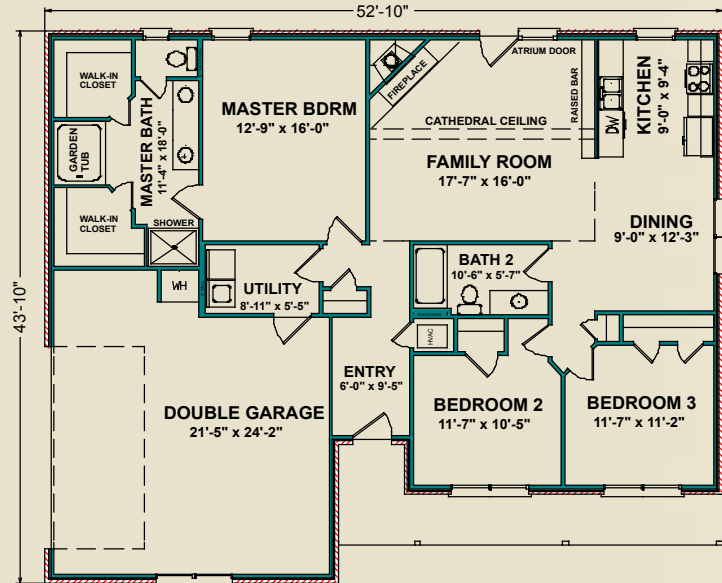 52'-10"
43'-10"
WALK-IN
CLOSET
GARDEN
TUB
MASTER BATH
11'-4" x 18'-0"
WALK-IN
CLOSET
SHOWER
MASTER BDRM
12'-9" x 16'-0"
FIREPLACE
ATRIUM DOOR
RAISED BAR
CATHEDRAL CEILING
FAMILY ROOM
17'-7" x 16'-0"
DW
KITCHEN
9'-0" x 9'-4"
DINING
9'-0" x 12'-3"
WH
UTILITY
8'-11" x 5'-5"
BATH 2
10'-6" x 5'-7"
HVAC
ENTRY
6'-0" x 9'-5"
DOUBLE GARAGE
21'-5" x 24'-2"
BEDROOM 2
11'-7" x 10'-5"
BEDROOM 3
11'-7" x 11'-2"